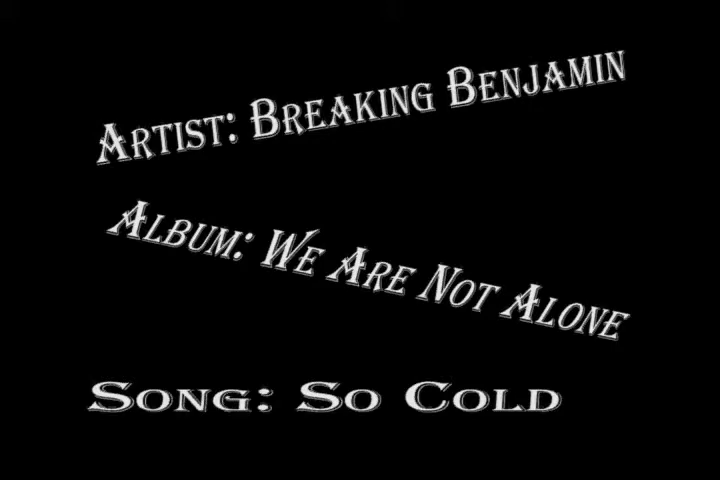 Artist: Breaking Benjamin
Album: We Are Not Alone
Song: So Cold